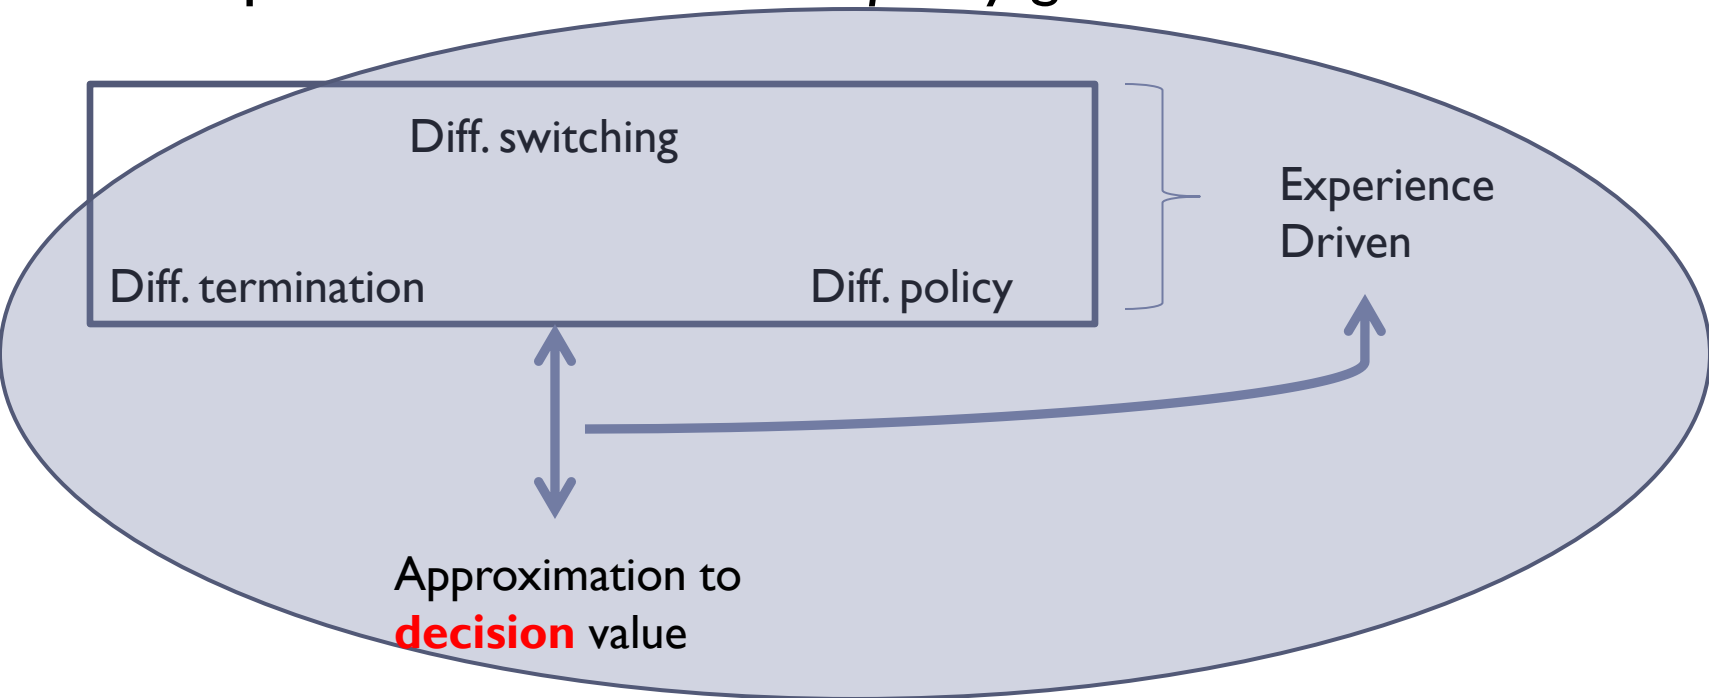 Diff. switching
Experience
Driven
Diff. termination
Diff. policy
Approximation to
decision value